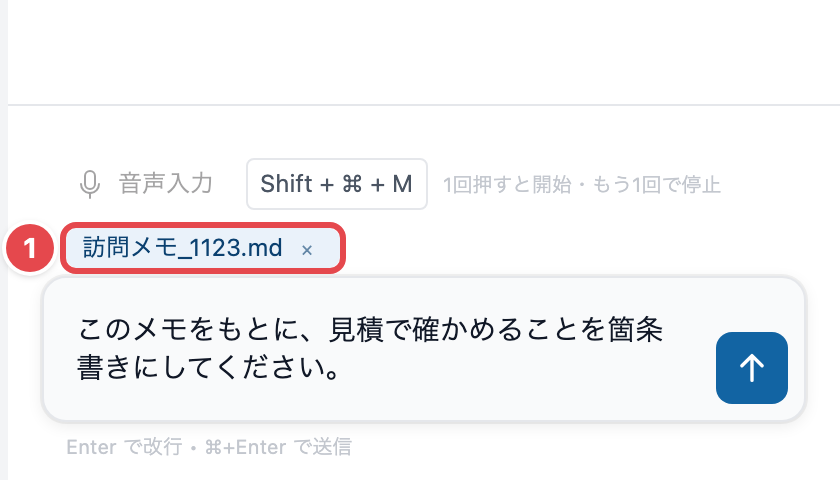 音声入力 Shift + ⌘ + M 1回押すと開始・もう1回で停止
1 訪問メモ_1123.md ×
このメモをもとに、見積で確かめることを箇条
書きにしてください。
Enter で改行・⌘+Enter で送信